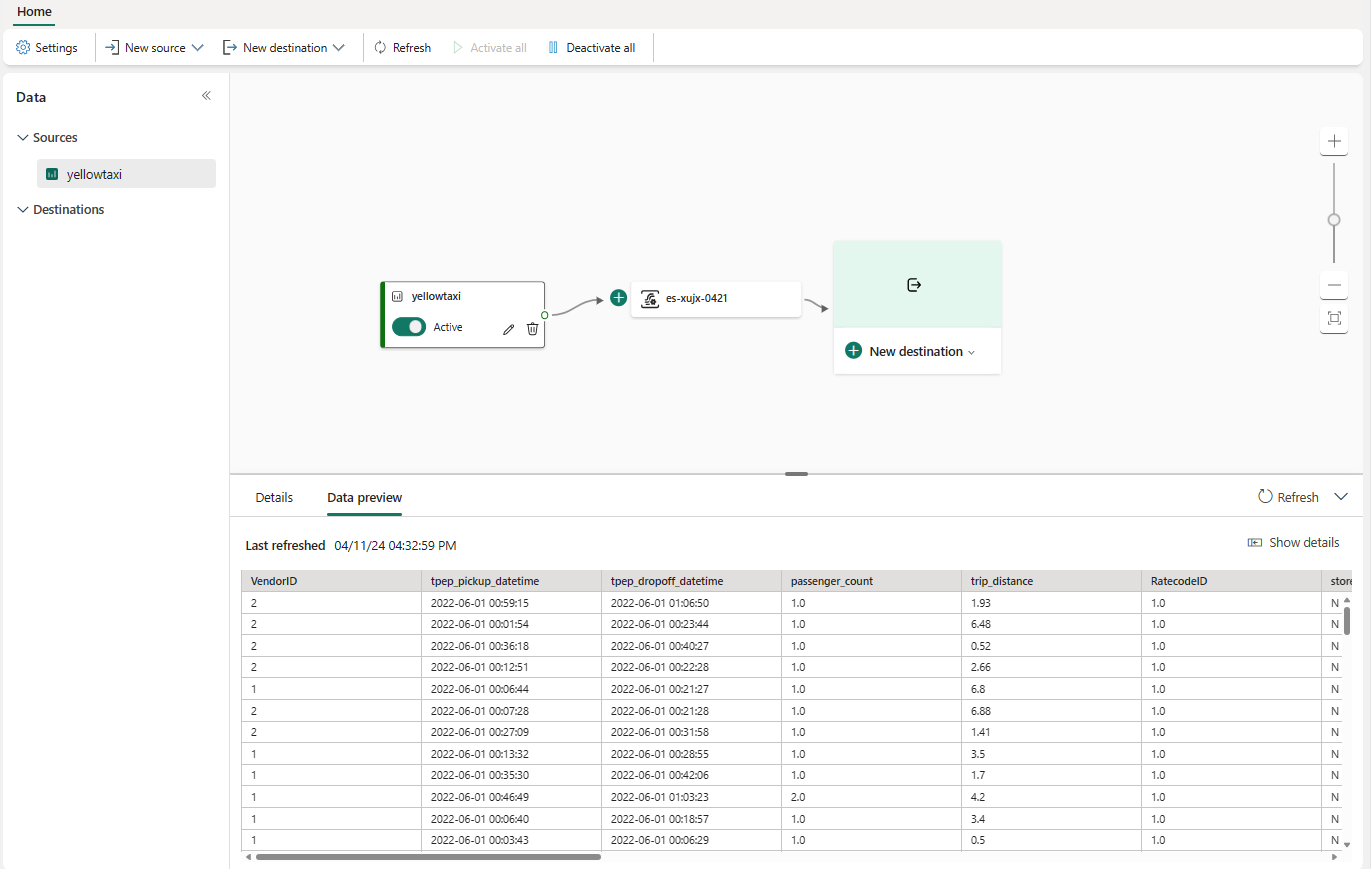 Home
Settings New source New destination Refresh Activate all Deactivate all
Data
Sources
yellowtaxi
Destinations
yellowtaxi
Active
es-xujx-0421
New destination
Details Data preview Refresh
Last refreshed 04/11/24 04:32:59 PM Show details
VendorID tpep_pickup_datetime tpep_dropoff_datetime passenger_count trip_distance RatecodeID store
2 2022-06-01 00:59:15 2022-06-01 01:06:50 1.0 1.93 1.0 N
2 2022-06-01 00:01:54 2022-06-01 00:23:44 1.0 6.48 1.0 N
2 2022-06-01 00:36:18 2022-06-01 00:40:27 1.0 0.52 1.0 N
2 2022-06-01 00:12:51 2022-06-01 00:22:28 1.0 2.66 1.0 N
1 2022-06-01 00:06:44 2022-06-01 00:21:27 1.0 6.8 1.0 N
2 2022-06-01 00:07:28 2022-06-01 00:21:28 1.0 6.88 1.0 N
2 2022-06-01 00:27:09 2022-06-01 00:31:58 1.0 1.41 1.0 N
1 2022-06-01 00:13:32 2022-06-01 00:28:55 1.0 3.5 1.0 N
1 2022-06-01 00:35:30 2022-06-01 00:42:06 1.0 1.7 1.0 N
1 2022-06-01 00:46:49 2022-06-01 01:03:23 2.0 4.2 1.0 N
1 2022-06-01 00:06:40 2022-06-01 00:18:57 1.0 3.4 1.0 N
1 2022-06-01 00:03:43 2022-06-01 00:06:29 1.0 0.5 1.0 N